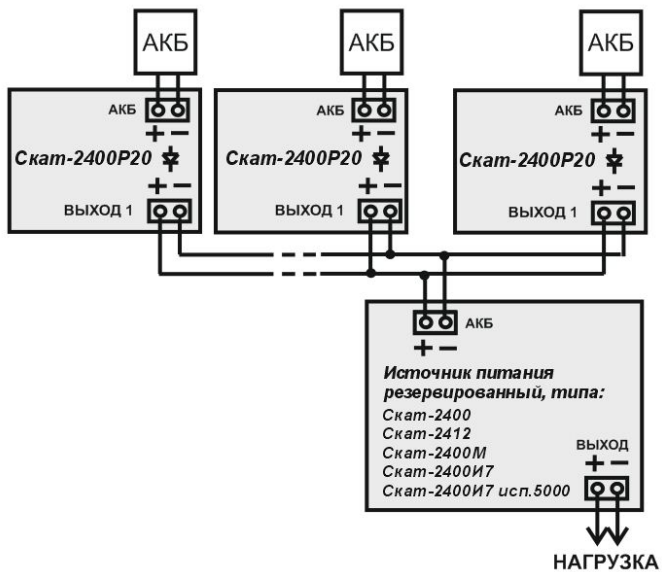 АКБ АКБ АКБ
АКБ АКБ АКБ
+ − + − + −
Скат-2400Р20 Скат-2400Р20 Скат-2400Р20
+ − + − + −
ВЫХОД 1 ВЫХОД 1 ВЫХОД 1
АКБ
+ −
Источник питания
резервированный, типа:
Скат-2400
Скат-2412
Скат-2400М
Скат-2400И7
Скат-2400И7 исп.5000
ВЫХОД
+ −
НАГРУЗКА